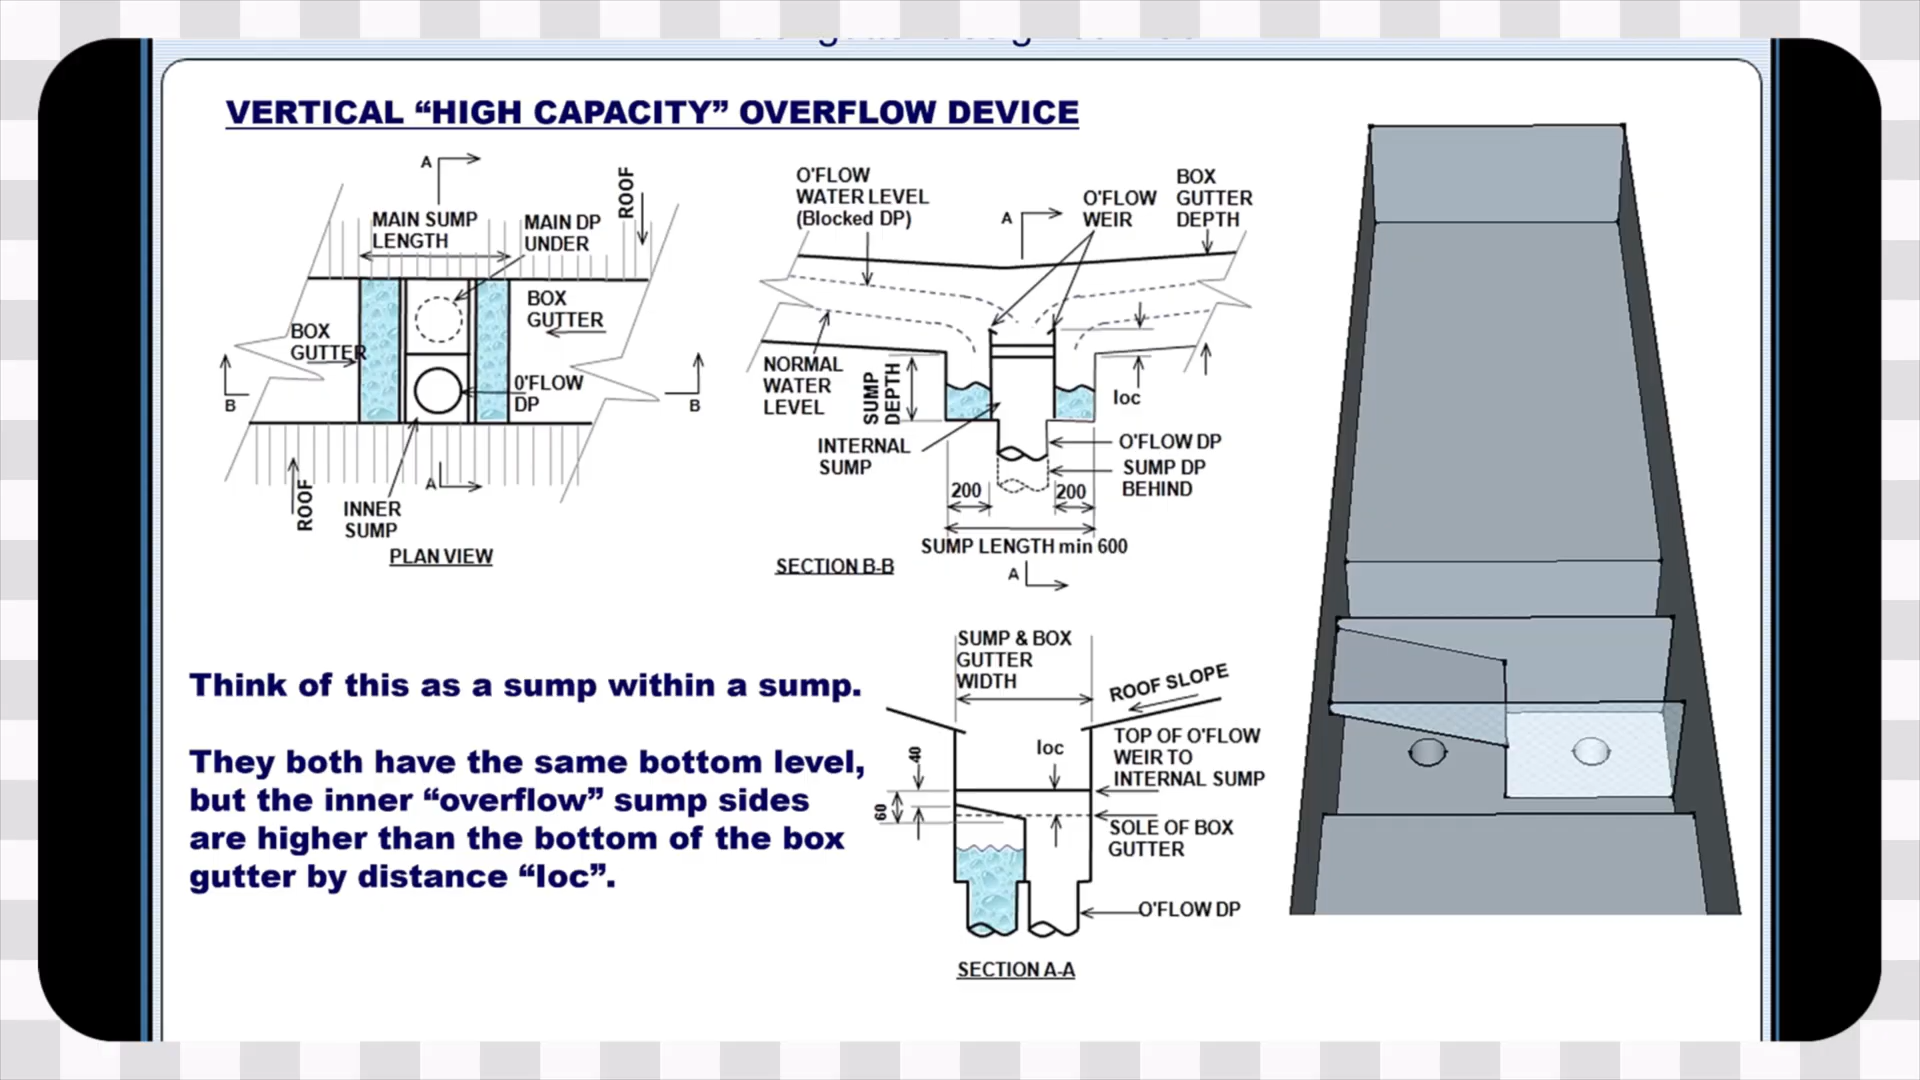 VERTICAL “HIGH CAPACITY” OVERFLOW DEVICE
A
ROOF
MAIN SUMP
LENGTH
MAIN DP
UNDER
BOX
GUTTER
BOX
GUTTER
0'FLOW
DP
B
B
A
ROOF
INNER
SUMP
PLAN VIEW
O'FLOW
WATER LEVEL
(Blocked DP)
A
O'FLOW
WEIR
BOX
GUTTER
DEPTH
NORMAL
WATER
LEVEL
SUMP
DEPTH
loc
INTERNAL
SUMP
O'FLOW DP
SUMP DP
BEHIND
200
200
SUMP LENGTH min 600
SECTION B-B
A
Think of this as a sump within a sump.
They both have the same bottom level,
but the inner “overflow” sump sides
are higher than the bottom of the box
gutter by distance “loc”.
SUMP & BOX
GUTTER
WIDTH
ROOF SLOPE
40
60
loc
TOP OF O'FLOW
WEIR TO
INTERNAL SUMP
SOLE OF BOX
GUTTER
O'FLOW DP
SECTION A-A